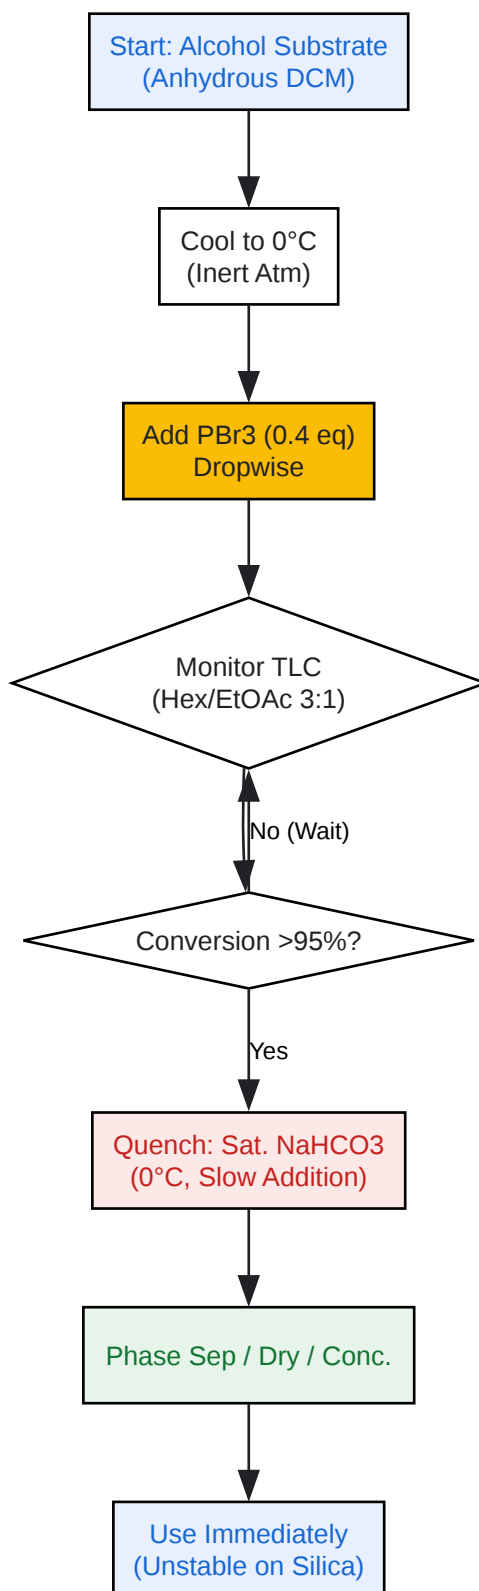 Start: Alcohol Substrate
(Anhydrous DCM)
Cool to 0°C
(Inert Atm)
Add PBr3 (0.4 eq)
Dropwise
Monitor TLC
(Hex/EtOAc 3:1)
No (Wait)
Conversion >95%?
Yes
Quench: Sat. NaHCO3
(0°C, Slow Addition)
Phase Sep / Dry / Conc.
Use Immediately
(Unstable on Silica)